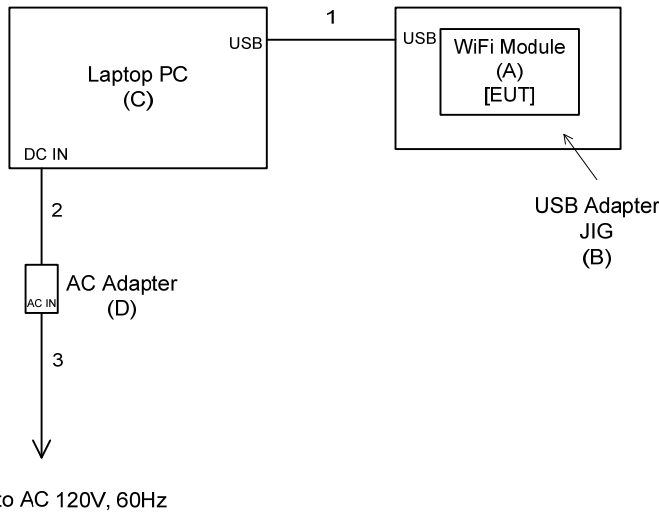 1
USB
USB
WiFi Module
(A)
[EUT]
Laptop PC
(C)
DC IN
2
USB Adapter
JIG
(B)
AC Adapter
(D)
AC IN
3
to AC 120V, 60Hz